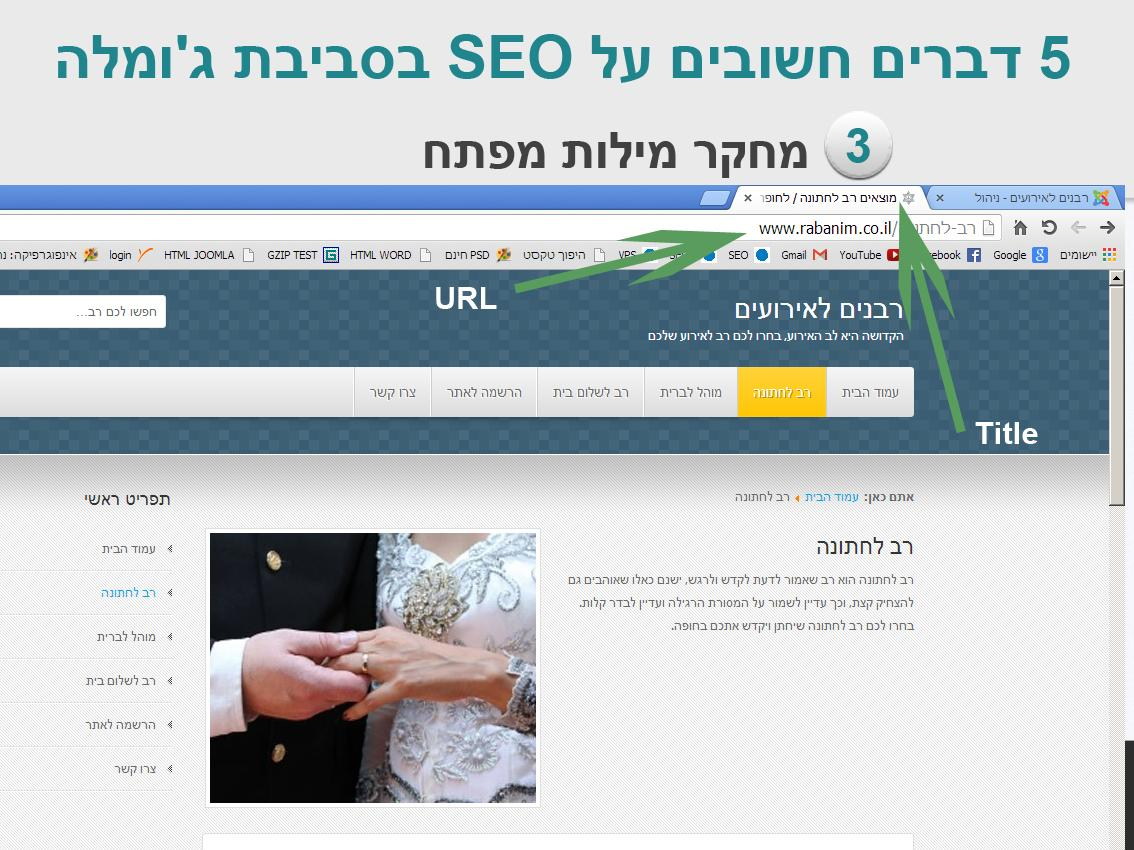 5 דברים חשובים על SEO בסביבת ג'ומלה
3 מחקר מילות מפתח
רבנים לאירועים - ניהול
מוצאים רב לחתונה / לחופ
www.rabanim.co.il/רב-לחתו
יישומים Google YouTube Gmail SEO VPS היפוך טקסט PSD חינם HTML WORD GZIP TEST HTML JOOMLA login אינפוגרפיקה:
URL
רבנים לאירועים
הקדושה היא לב האירוע, בחרו לכם רב לאירוע שלכם
חפשו לכם רב...
עמוד הבית
רב לחתונה
מוהל לברית
רב לשלום בית
הרשמה לאתר
צרו קשר
Title
אתם כאן: עמוד הבית רב לחתונה
רב לחתונה
רב לחתונה הוא רב שאמור לדעת לקדש ולרגש, ישנם כאלו שאוהבים גם
להצחיק קצת, וכך עדיין לשמור על המסורת הרגילה ועדיין לבדר קלות.
בחרו לכם רב לחתונה שיחתן ויקדש אתכם בחופה.
תפריט ראשי
עמוד הבית
רב לחתונה
מוהל לברית
רב לשלום בית
הרשמה לאתר
צרו קשר